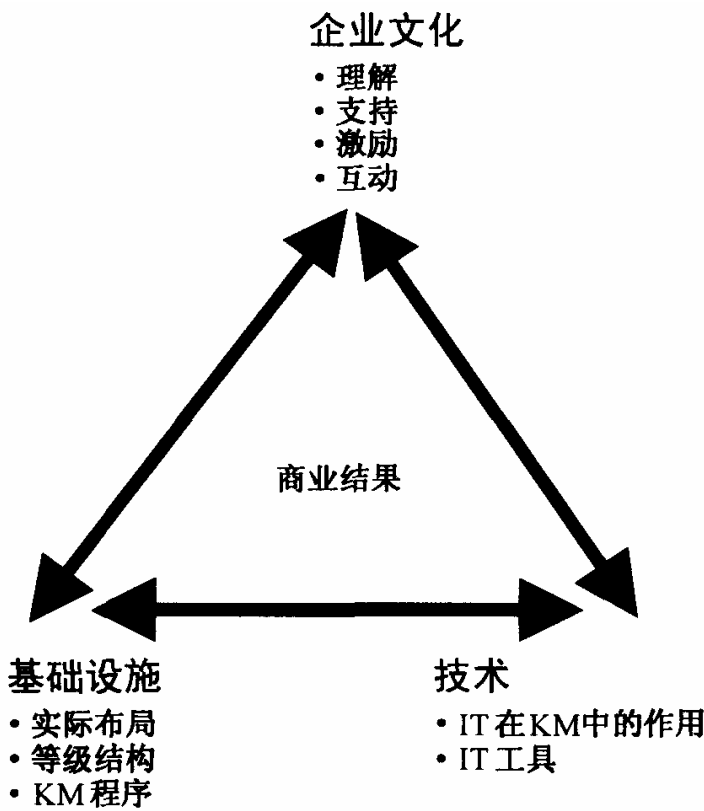 企业文化
• 理解
• 支持
• 激励
• 互动
商业结果
基础设施
• 实际布局
• 等级结构
• KM程序
技术
• IT在KM中的作用
• IT工具